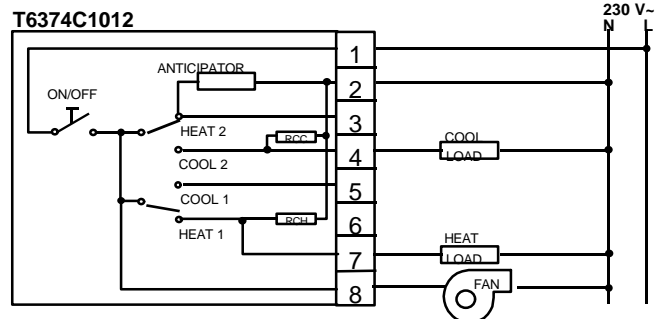 T6374C1012
230 V~
N L
ON/OFF
ANTICIPATOR
HEAT 2
RCC
COOL 2
COOL 1
RCH
HEAT 1
1
2
3
4
5
6
7
8
COOL
LOAD
HEAT
LOAD
FAN